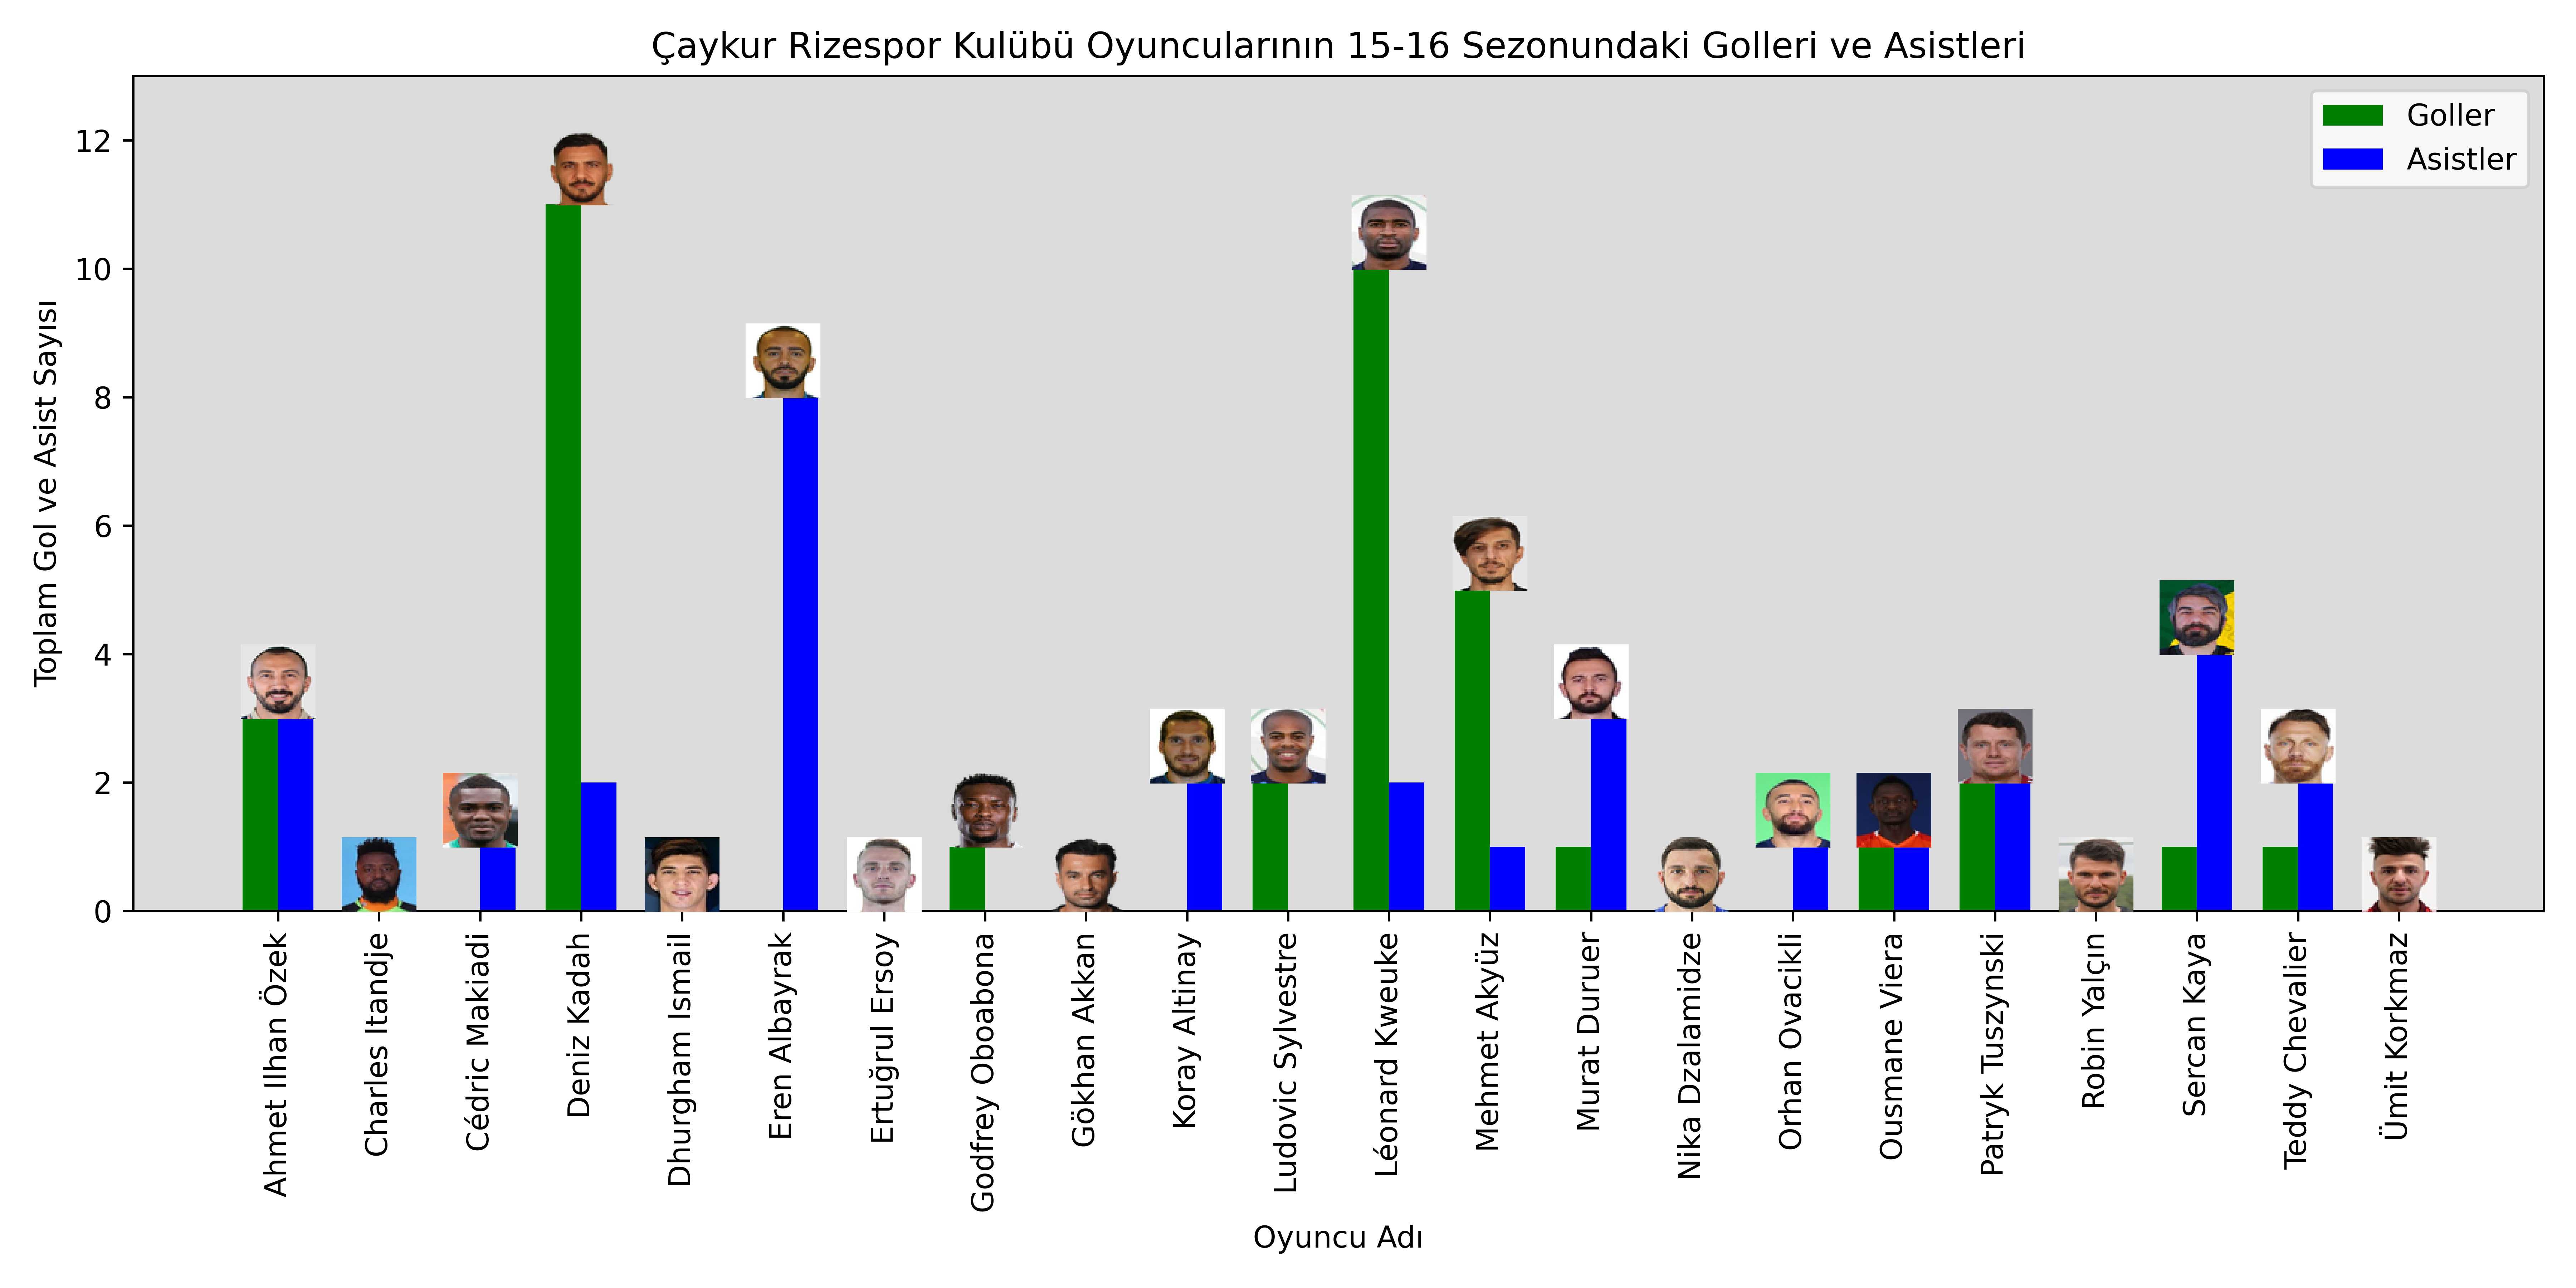 Çaykur Rizespor Kulübü Oyuncularının 15-16 Sezonundaki Golleri ve Asistleri
Goller
Asistler
Toplam Gol ve Asist Sayısı
12
10
8
6
4
2
0
Ahmet Ilhan Özek
Charles Itandje
Cédric Makiadi
Deniz Kadah
Dhurgham Ismail
Eren Albayrak
Ertuğrul Ersoy
Godfrey Oboabona
Gökhan Akkan
Koray Altinay
Ludovic Sylvestre
Léonard Kweuke
Mehmet Akyüz
Murat Duruer
Nika Dzalamidze
Orhan Ovacikli
Ousmane Viera
Patryk Tuszynski
Robin Yalçın
Sercan Kaya
Teddy Chevalier
Ümit Korkmaz
Oyuncu Adı